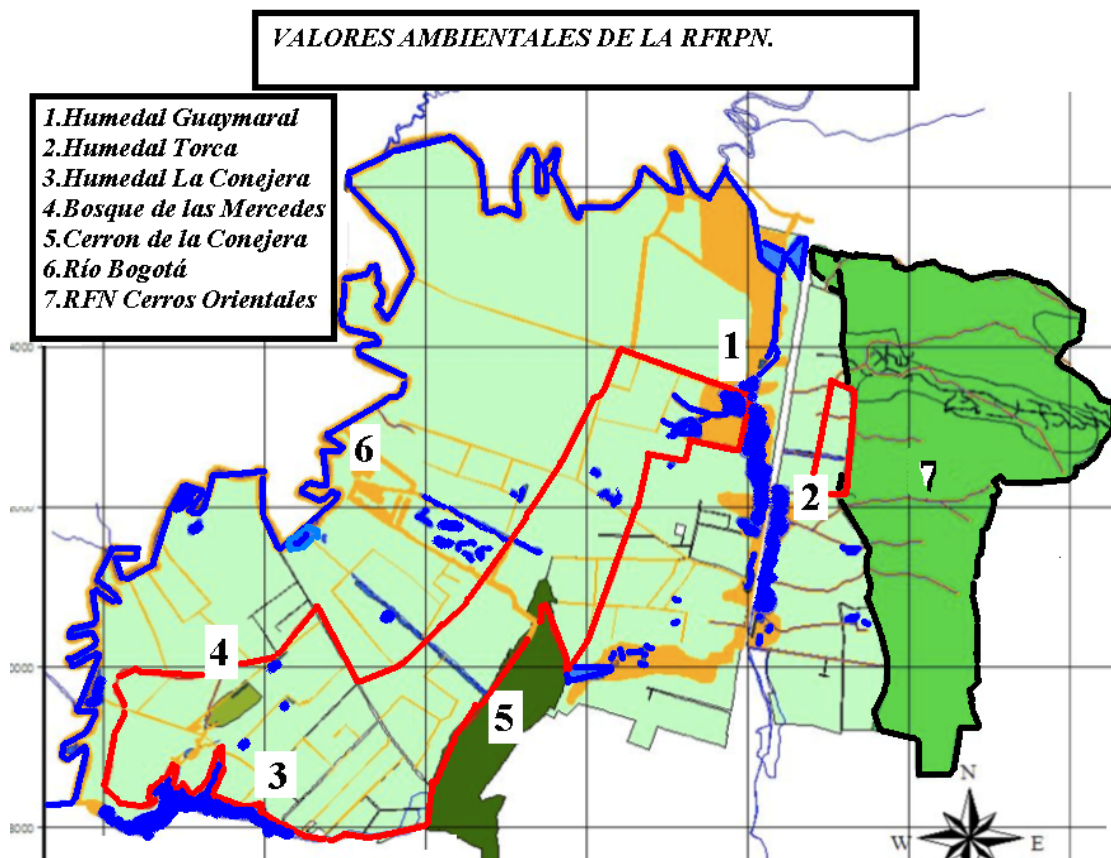 VALORES AMBIENTALES DE LA RFRPN.
1.Humedal Guaymaral
2.Humedal Torca
3.Humedal La Conejera
4.Bosque de las Mercedes
5.Cerron de la Conejera
6.Río Bogotá
7.RFN Cerros Orientales
1
6
2
7
4
5
3
N
W E